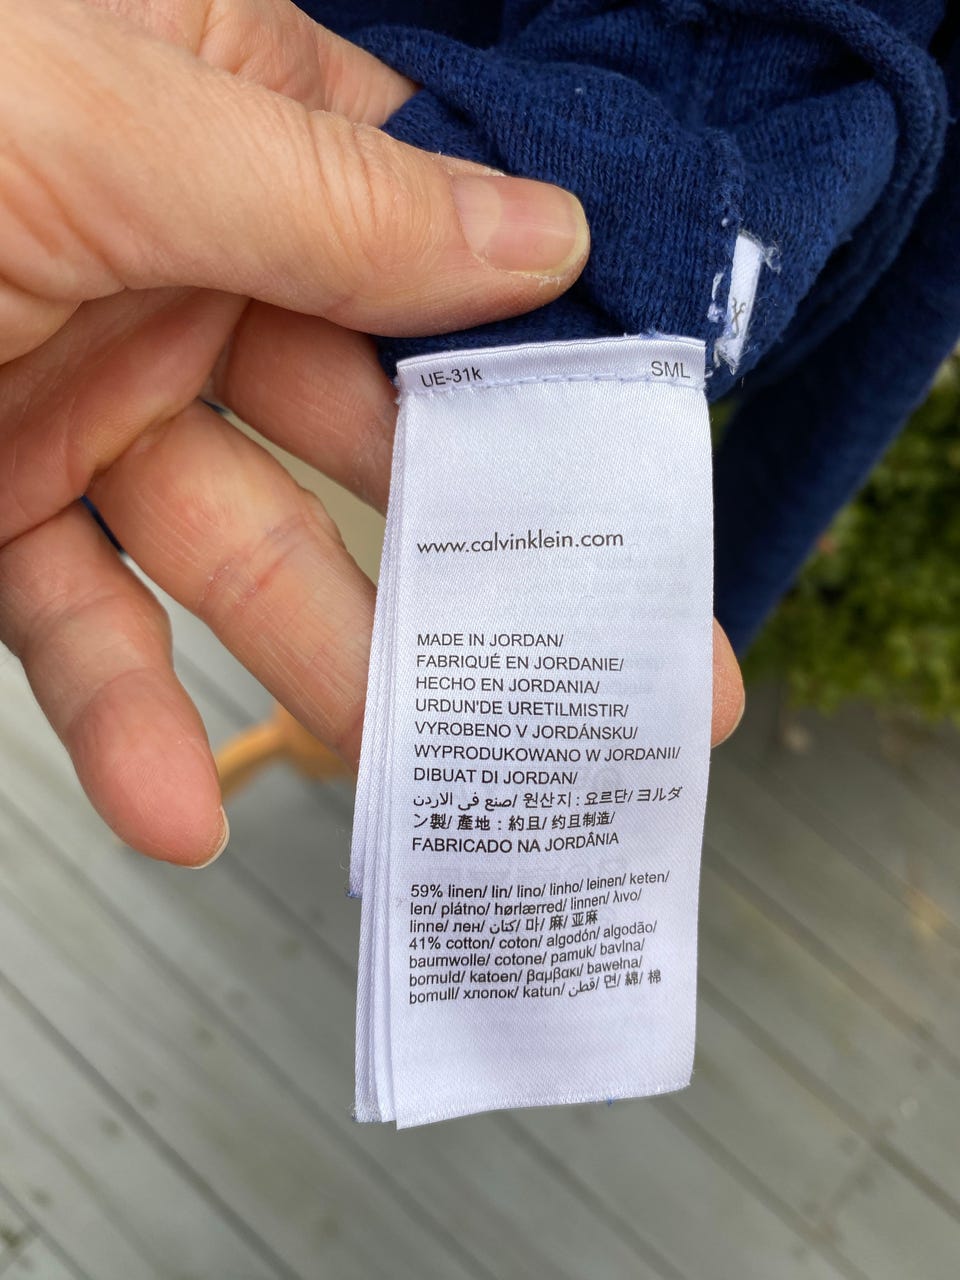 UE-31k SML
www.calvinklein.com
MADE IN JORDAN/
FABRIQUÉ EN JORDANIE/
HECHO EN JORDANIA/
URDUN'DE URETILMISTIR/
VYROBENO V JORDÁNSKU/
WYPRODUKOWANO W JORDANII/
DIBUAT DI JORDAN/
صنع في الاردن/ 원산지 : 요르단/ ヨルダ
ン製/ 產地 : 約旦/ 约旦制造/
FABRICADO NA JORDÂNIA
59% linen/ lin/ lino/ linho/ leinen/ keten/
len/ plátno/ hørlærred/ linnen/ λινο/
linne/ лен/ كتان/ 마/ 麻/ 亚麻
41% cotton/ coton/ algodón/ algodão/
baumwolle/ cotone/ pamuk/ bavlna/
bomuld/ katoen/ βαμβακι/ bawełna/
bomull/ хлопок/ katun/ قطن/ 면/ 綿/ 棉